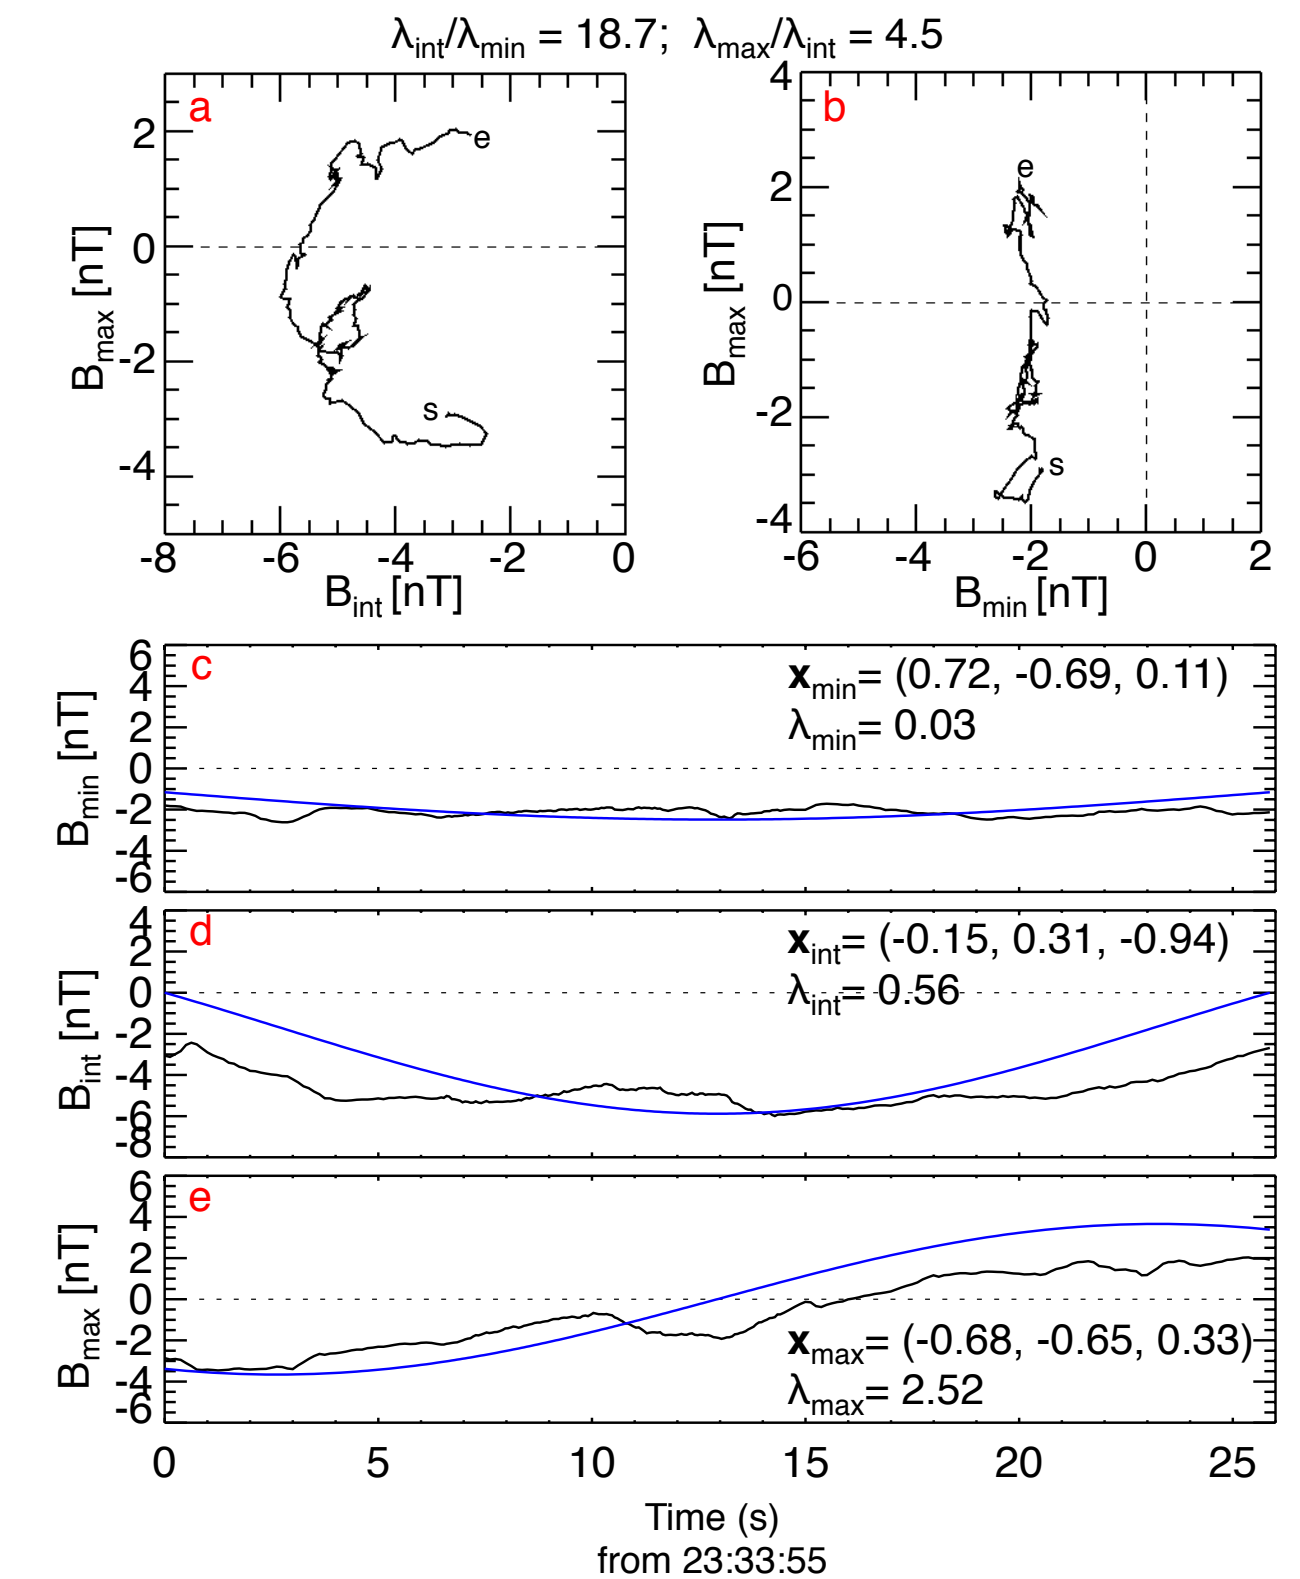 λint/λmin = 18.7; λmax/λint = 4.5
a
e
s
2
0
-2
-4
Bmax [nT]
-8 -6 -4 -2 0
Bint [nT]
b
e
s
4
2
0
-2
-4
Bmax [nT]
-6 -4 -2 0 2
Bmin [nT]
c
xmin= (0.72, -0.69, 0.11)
λmin= 0.03
6
4
2
0
-2
-4
-6
Bmin [nT]
d
xint= (-0.15, 0.31, -0.94)
λint= 0.56
4
2
0
-2
-4
-6
-8
Bint [nT]
e
xmax= (-0.68, -0.65, 0.33)
λmax= 2.52
6
4
2
0
-2
-4
-6
Bmax [nT]
0 5 10 15 20 25
Time (s)
from 23:33:55